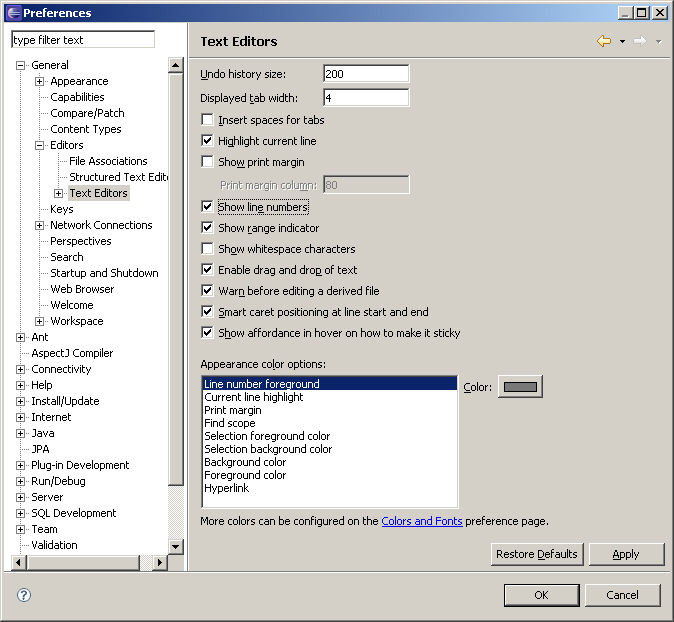 Preferences
type filter text
General
Appearance
Capabilities
Compare/Patch
Content Types
Editors
File Associations
Structured Text Edit
Text Editors
Keys
Network Connections
Perspectives
Search
Startup and Shutdown
Web Browser
Welcome
Workspace
Ant
AspectJ Compiler
Connectivity
Help
Install/Update
Internet
Java
JPA
Plug-in Development
Run/Debug
Server
SQL Development
Team
Validation
Text Editors
Undo history size: 200
Displayed tab width: 4
Insert spaces for tabs
Highlight current line
Show print margin
Print margin column: 80
Show line numbers
Show range indicator
Show whitespace characters
Enable drag and drop of text
Warn before editing a derived file
Smart caret positioning at line start and end
Show affordance in hover on how to make it sticky
Appearance color options:
Line number foreground
Current line highlight
Print margin
Find scope
Selection foreground color
Selection background color
Background color
Foreground color
Hyperlink
Color:
More colors can be configured on the Colors and Fonts preference page.
Restore Defaults Apply
? OK Cancel